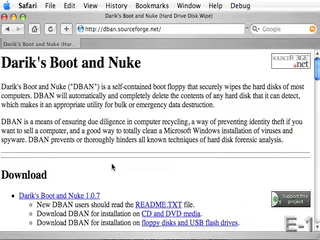 Safari File Edit View History Bookmarks Window Debug Help
Darik's Boot and Nuke (Hard Drive Disk Wipe)
http://dban.sourceforge.net/
Google
Darik's Boot and Nuke (Har
Darik's Boot and Nuke
SOURCEFORGE
.net
Darik's Boot and Nuke ("DBAN") is a self-contained boot floppy that securely wipes the hard disks of most
computers. DBAN will automatically and completely delete the contents of any hard disk that it can detect,
which makes it an appropriate utility for bulk or emergency data destruction.
DBAN is a means of ensuring due diligence in computer recycling, a way of preventing identity theft if you
want to sell a computer, and a good way to totally clean a Microsoft Windows installation of viruses and
spyware. DBAN prevents or thoroughly hinders all known techniques of hard disk forensic analysis.
Download
Darik's Boot and Nuke 1.0.7
New DBAN users should read the README.TXT file.
Download DBAN for installation on CD and DVD media.
Download DBAN for installation on floppy disks and USB flash drives.
Support this
project
E-1